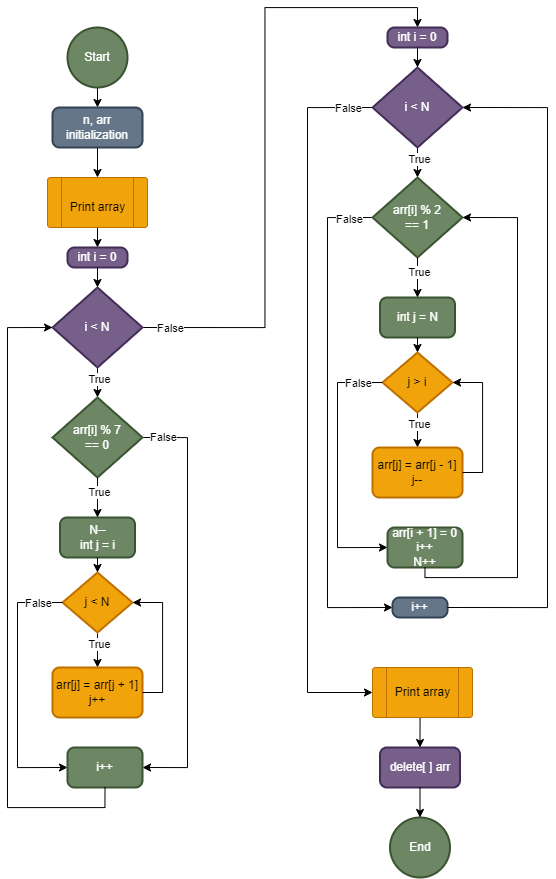 Start
n, arr
initialization
Print array
int i = 0
i < N
False
True
arr[i] % 7
== 0
False
True
N--
int j = i
j < N
False
True
arr[j] = arr[j + 1]
j++
i++
int i = 0
i < N
False
True
arr[i] % 2
== 1
False
True
int j = N
j > i
False
True
arr[j] = arr[j - 1]
j--
arr[i + 1] = 0
i++
N++
i++
Print array
delete[ ] arr
End